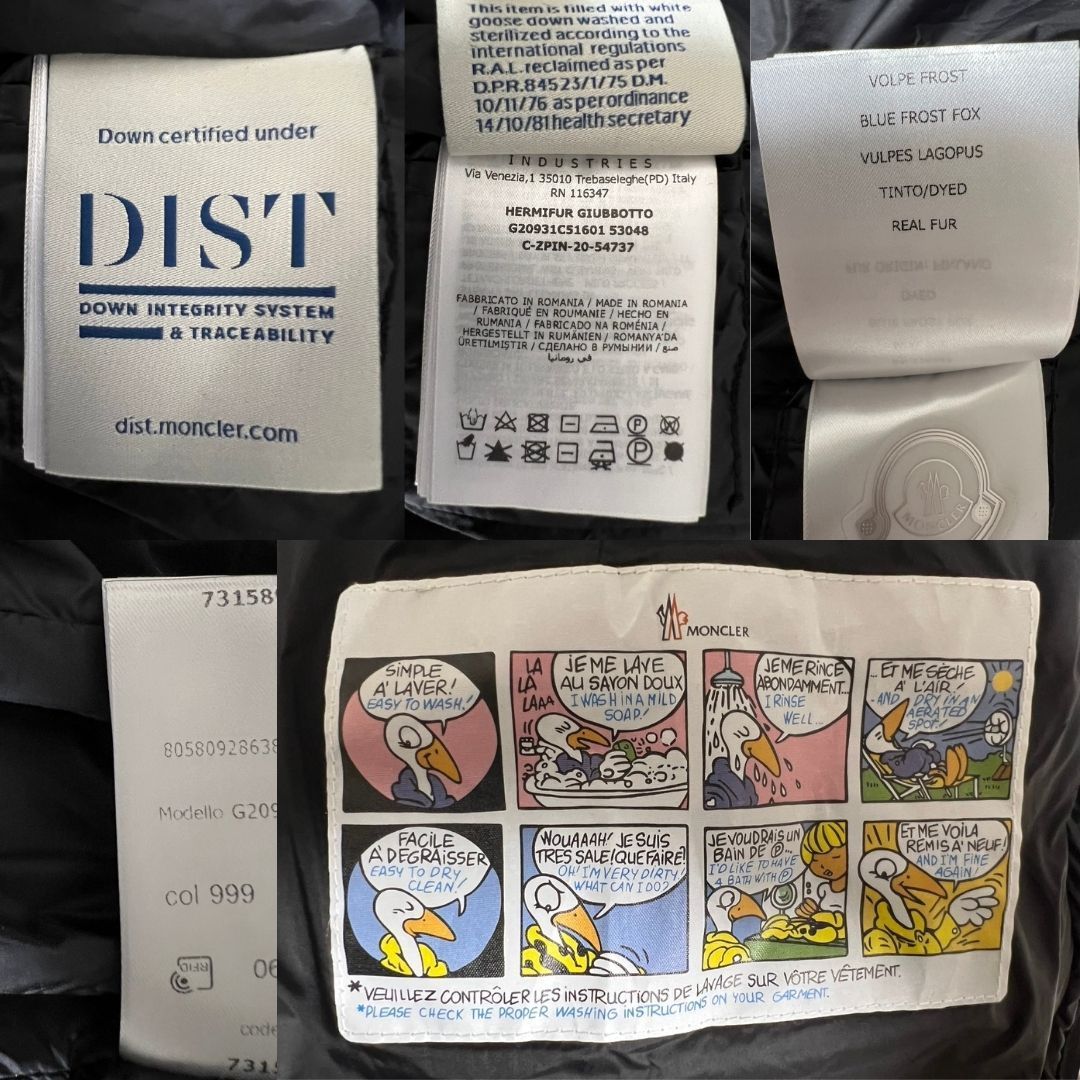 Down certified under
DIST
DOWN INTEGRITY SYSTEM
& TRACEABILITY
dist.moncler.com
This item is filled with white
goose down washed and
sterilized according to the
international regulations
R.A.L. reclaimed as per
D.P.R.84523/1/75 D.M.
10/11/76 as per ordinance
14/10/81 health secretary
INDUSTRIES
Via Venezia,1 35010 Trebaseleghe(PD) Italy
RN 116347
HERMIFUR GIUBBOTTO
G20931C51601 53048
C-ZPIN-20-54737
FABBRICATO IN ROMANIA / MADE IN ROMANIA
/ FABRIQUÉ EN ROUMANIE / HECHO EN
RUMANIA / FABRICADO NA ROMÉNIA /
HERGESTELLT IN RUMÄNIEN / ROMANYA'DA
ÜRETILMIŞTIR / СДЕЛАНО В РУМЫНИИ / صنع
في رومانيا
P
P
VOLPE FROST
BLUE FROST FOX
VULPES LAGOPUS
TINTO/DYED
REAL FUR
FUR ORIGIN: FINLAND
DYED
MONCLER
73158
80580928638
Modello G209
col 999
RFID
06
code
7315
MONCLER
SIMPLE
A' LAVER!
EASY TO WASH!
LA
LA
LAAA
JE ME LAVE
AU SAVON DOUX
I WASH IN A MILD
SOAP!
JE ME RINCE
ABONDAMMENT...
I RINSE
WELL...
...ET ME SÈCHE
A' L'AIR!
-AND DRY IN AN
AERATED
SPOT!
FACILE
A' DEGRAISSER
EASY TO DRY
CLEAN!
WOUAAAH! JE SUIS
TRES SALE! QUE FAIRE?
OH! I'M VERY DIRTY!
WHAT CAN I DO?
JE VOUDRAIS UN
BAIN DE P...
I'D LIKE TO HAVE
A BATH WITH P
ET ME VOILA
REMIS A' NEUF!
AND I'M FINE
AGAIN!
*VEUILLEZ CONTRÔLER LES INSTRUCTIONS DE LAVAGE SUR VÔTRE VÊTEMENT.
*PLEASE CHECK THE PROPER WASHING INSTRUCTIONS ON YOUR GARMENT.